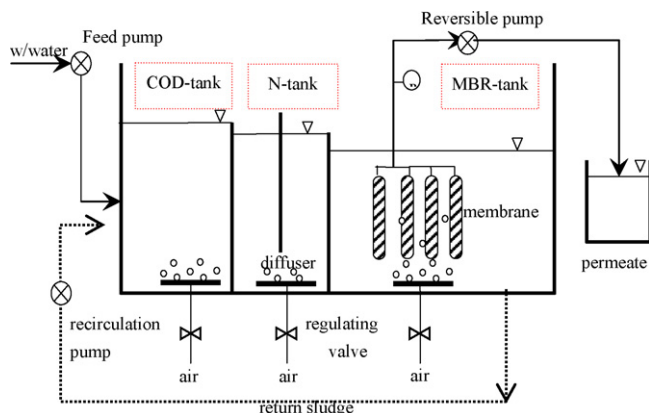 Reversible pump
Feed pump
w/water
COD-tank
N-tank
MBR-tank
membrane
diffuser
permeate
recirculation
pump
regulating
valve
air
air
air
return sludge